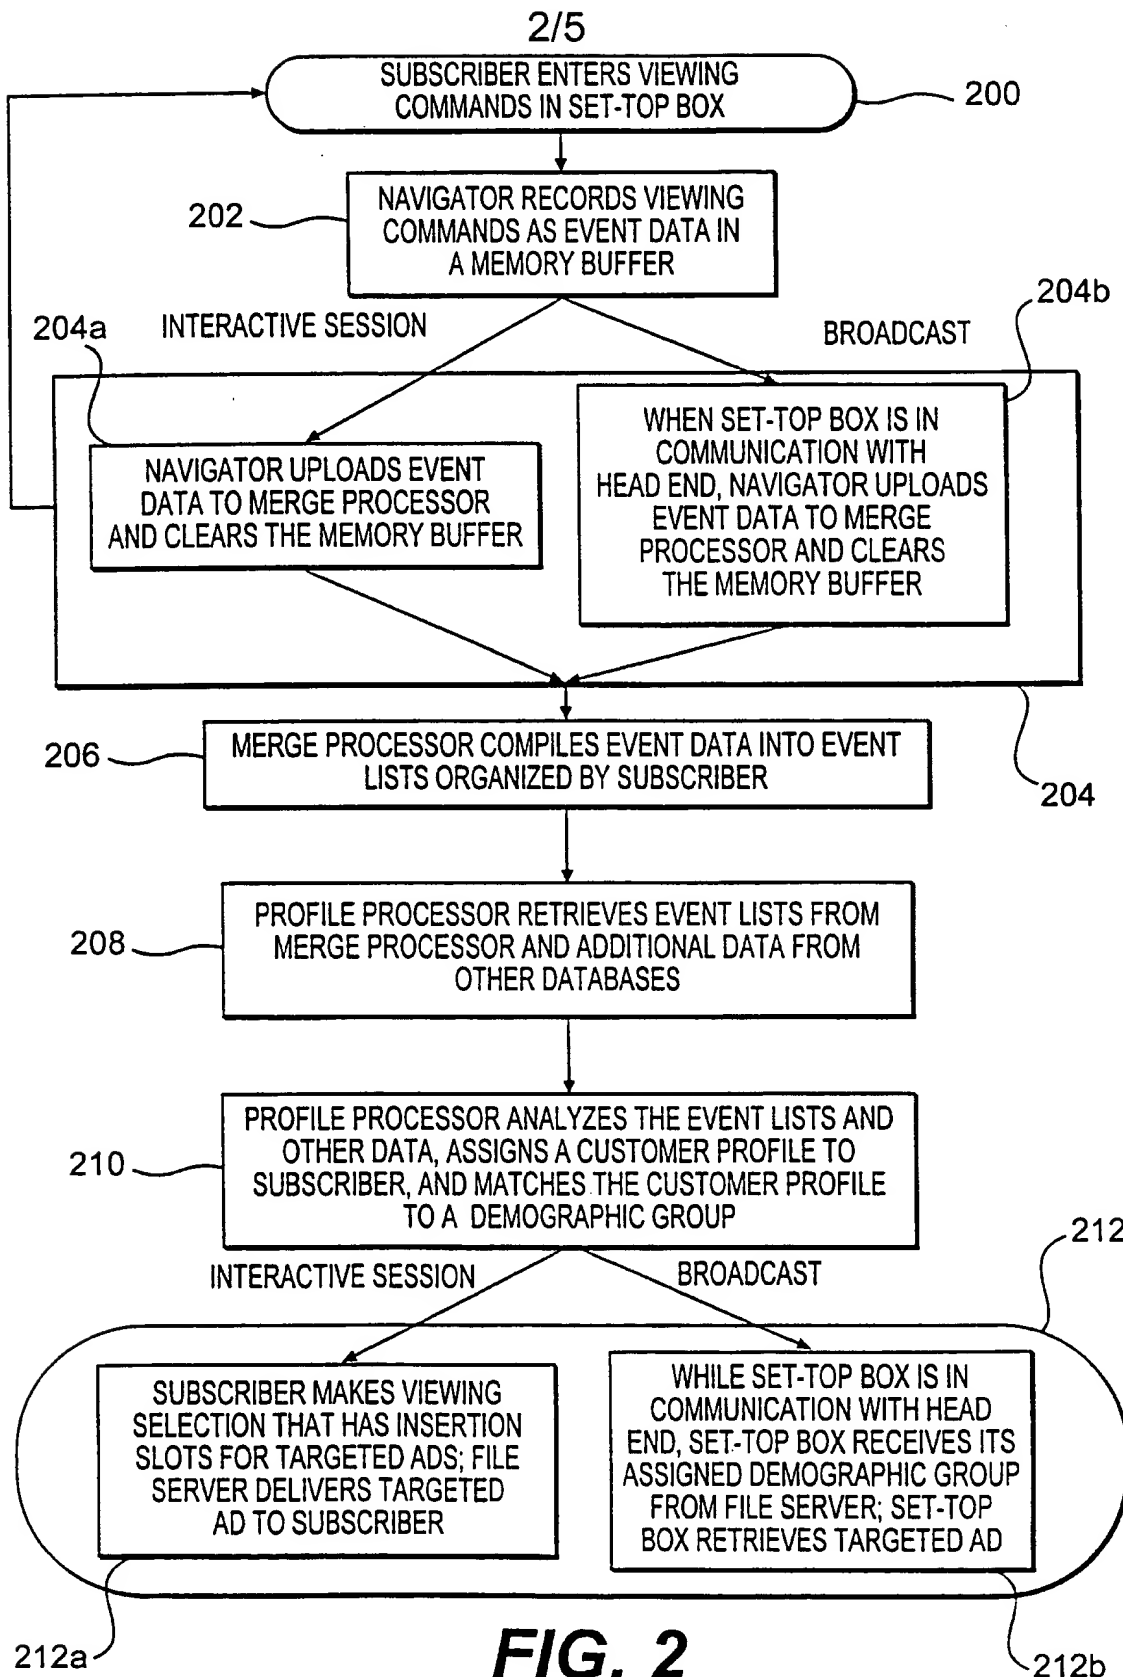 2/5
SUBSCRIBER ENTERS VIEWING
COMMANDS IN SET-TOP BOX
200
202
NAVIGATOR RECORDS VIEWING
COMMANDS AS EVENT DATA IN
A MEMORY BUFFER
204a
INTERACTIVE SESSION
BROADCAST
204b
NAVIGATOR UPLOADS EVENT
DATA TO MERGE PROCESSOR
AND CLEARS THE MEMORY BUFFER
WHEN SET-TOP BOX IS IN
COMMUNICATION WITH
HEAD END, NAVIGATOR UPLOADS
EVENT DATA TO MERGE
PROCESSOR AND CLEARS
THE MEMORY BUFFER
204
206
MERGE PROCESSOR COMPILES EVENT DATA INTO EVENT
LISTS ORGANIZED BY SUBSCRIBER
208
PROFILE PROCESSOR RETRIEVES EVENT LISTS FROM
MERGE PROCESSOR AND ADDITIONAL DATA FROM
OTHER DATABASES
210
PROFILE PROCESSOR ANALYZES THE EVENT LISTS AND
OTHER DATA, ASSIGNS A CUSTOMER PROFILE TO
SUBSCRIBER, AND MATCHES THE CUSTOMER PROFILE
TO A DEMOGRAPHIC GROUP
INTERACTIVE SESSION
BROADCAST
212
SUBSCRIBER MAKES VIEWING
SELECTION THAT HAS INSERTION
SLOTS FOR TARGETED ADS; FILE
SERVER DELIVERS TARGETED
AD TO SUBSCRIBER
WHILE SET-TOP BOX IS IN
COMMUNICATION WITH HEAD
END, SET-TOP BOX RECEIVES ITS
ASSIGNED DEMOGRAPHIC GROUP
FROM FILE SERVER; SET-TOP
BOX RETRIEVES TARGETED AD
212a
212b
FIG. 2